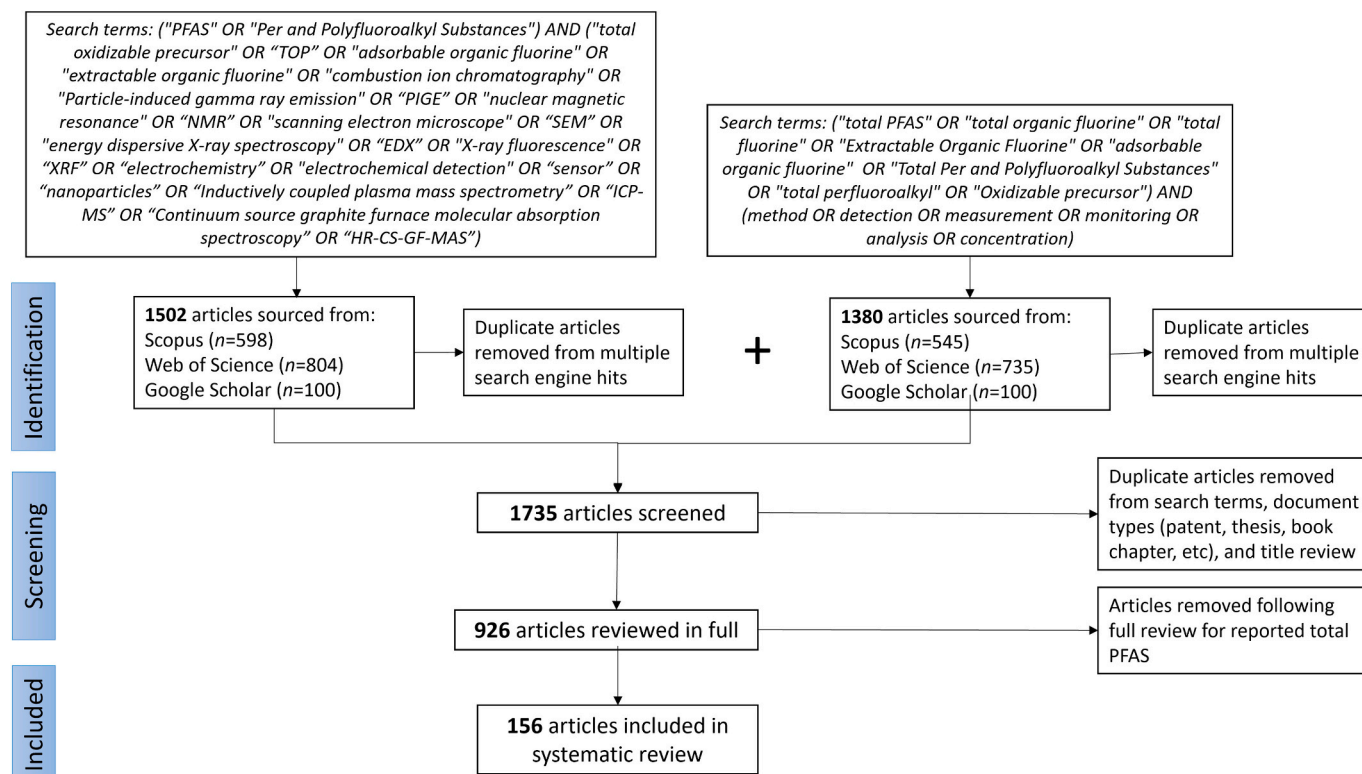 Search terms: ("PFAS" OR "Per and Polyfluoroalkyl Substances") AND ("total
oxidizable precursor" OR “TOP” OR "adsorbable organic fluorine" OR
"extractable organic fluorine" OR "combustion ion chromatography" OR
"Particle-induced gamma ray emission" OR “PIGE” OR "nuclear magnetic
resonance" OR “NMR” OR "scanning electron microscope" OR “SEM” OR
"energy dispersive X-ray spectroscopy" OR “EDX” OR "X-ray fluorescence" OR
“XRF” OR “electrochemistry” OR "electrochemical detection" OR “sensor” OR
“nanoparticles” OR “Inductively coupled plasma mass spectrometry” OR “ICP-
MS” OR “Continuum source graphite furnace molecular absorption
spectroscopy” OR “HR-CS-GF-MAS”)
Search terms: ("total PFAS" OR "total organic fluorine" OR "total
fluorine" OR "Extractable Organic Fluorine" OR "adsorbable
organic fluorine" OR "Total Per and Polyfluoroalkyl Substances"
OR "total perfluoroalkyl" OR "Oxidizable precursor") AND
(method OR detection OR measurement OR monitoring OR
analysis OR concentration)
Identification
1502 articles sourced from:
Scopus (n=598)
Web of Science (n=804)
Google Scholar (n=100)
Duplicate articles
removed from multiple
search engine hits
+
1380 articles sourced from:
Scopus (n=545)
Web of Science (n=735)
Google Scholar (n=100)
Duplicate articles
removed from multiple
search engine hits
Screening
1735 articles screened
Duplicate articles removed
from search terms, document
types (patent, thesis, book
chapter, etc), and title review
926 articles reviewed in full
Articles removed following
full review for reported total
PFAS
Included
156 articles included in
systematic review